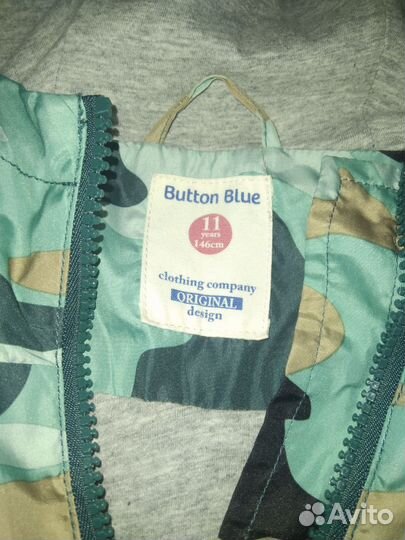 Button Blue
11
years
146cm
clothing company
ORIGINAL
design
Avito